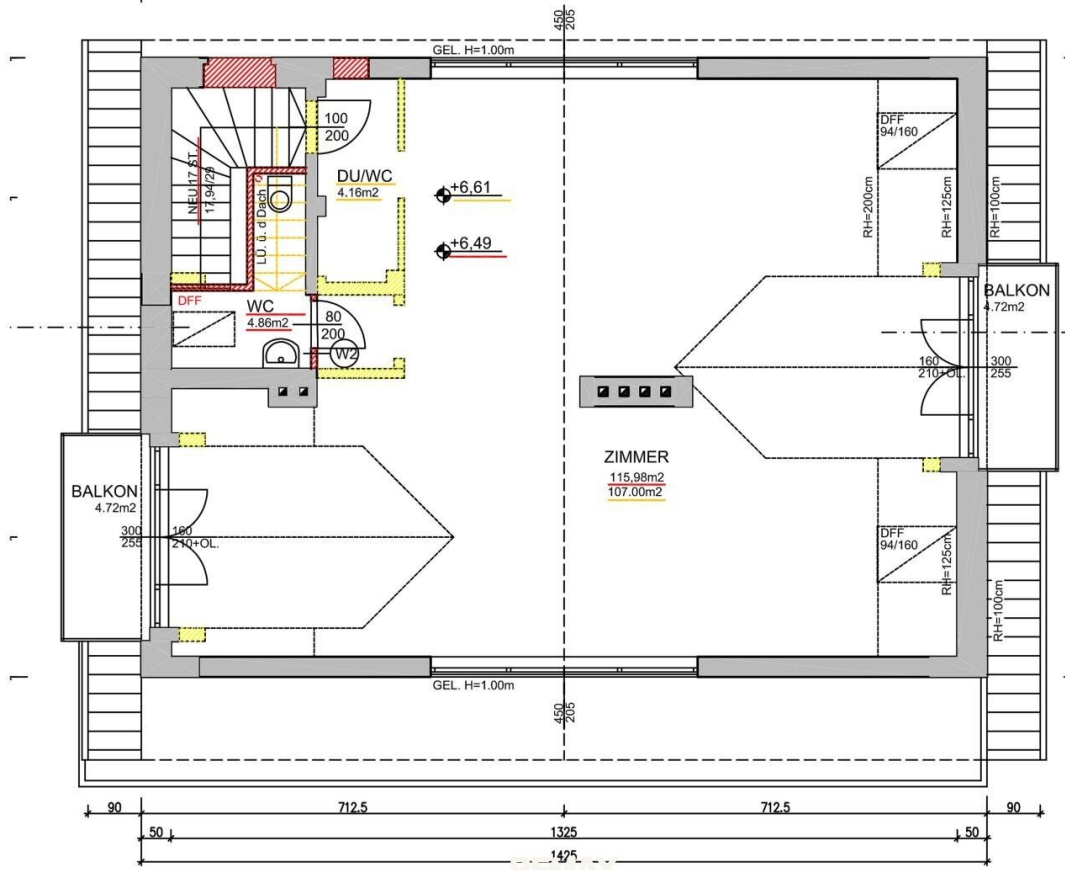 450
205
GEL. H=1.00m
100
200
DU/WC
4.16m2
+6,61
+6,49
NEU 17 ST.
17,94/29
LÜ. ü. d Dach
DFF
WC
4.86m2
80
200
W2
DFF
94/160
RH=200cm
RH=125cm
RH=100cm
BALKON
4.72m2
160
210+OL.
300
255
ZIMMER
115,98m2
107.00m2
BALKON
4.72m2
300
255
160
210+OL.
DFF
94/160
RH=125cm
RH=100cm
GEL. H=1.00m
450
205
90
712.5
712.5
90
50
1325
50
1425